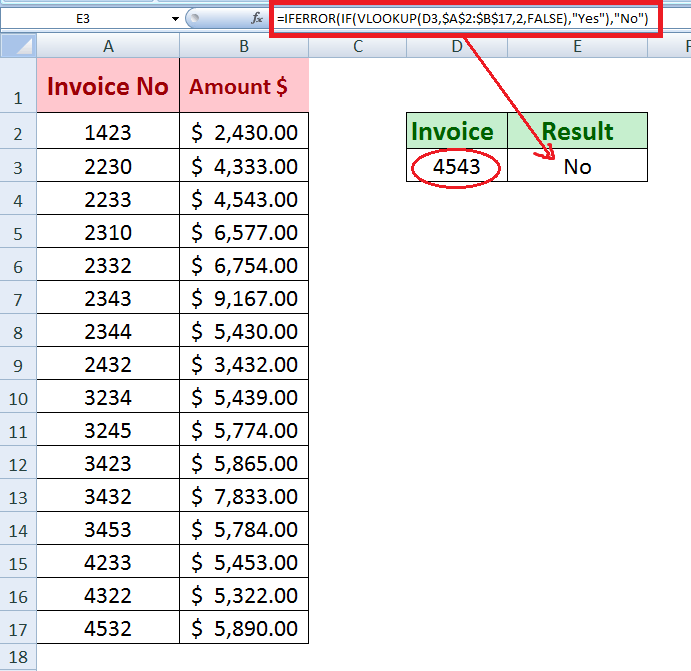 E3 fx =IFERROR(IF(VLOOKUP(D3,$A$2:$B$17,2,FALSE),"Yes"),"No")
A B C D E F
1 Invoice No Amount $
2 1423 $ 2,430.00 Invoice Result
3 2230 $ 4,333.00 4543 No
4 2233 $ 4,543.00
5 2310 $ 6,577.00
6 2332 $ 6,754.00
7 2343 $ 9,167.00
8 2344 $ 5,430.00
9 2432 $ 3,432.00
10 3234 $ 5,439.00
11 3245 $ 5,774.00
12 3423 $ 5,865.00
13 3432 $ 7,833.00
14 3453 $ 5,784.00
15 4233 $ 5,453.00
16 4322 $ 5,322.00
17 4532 $ 5,890.00
18